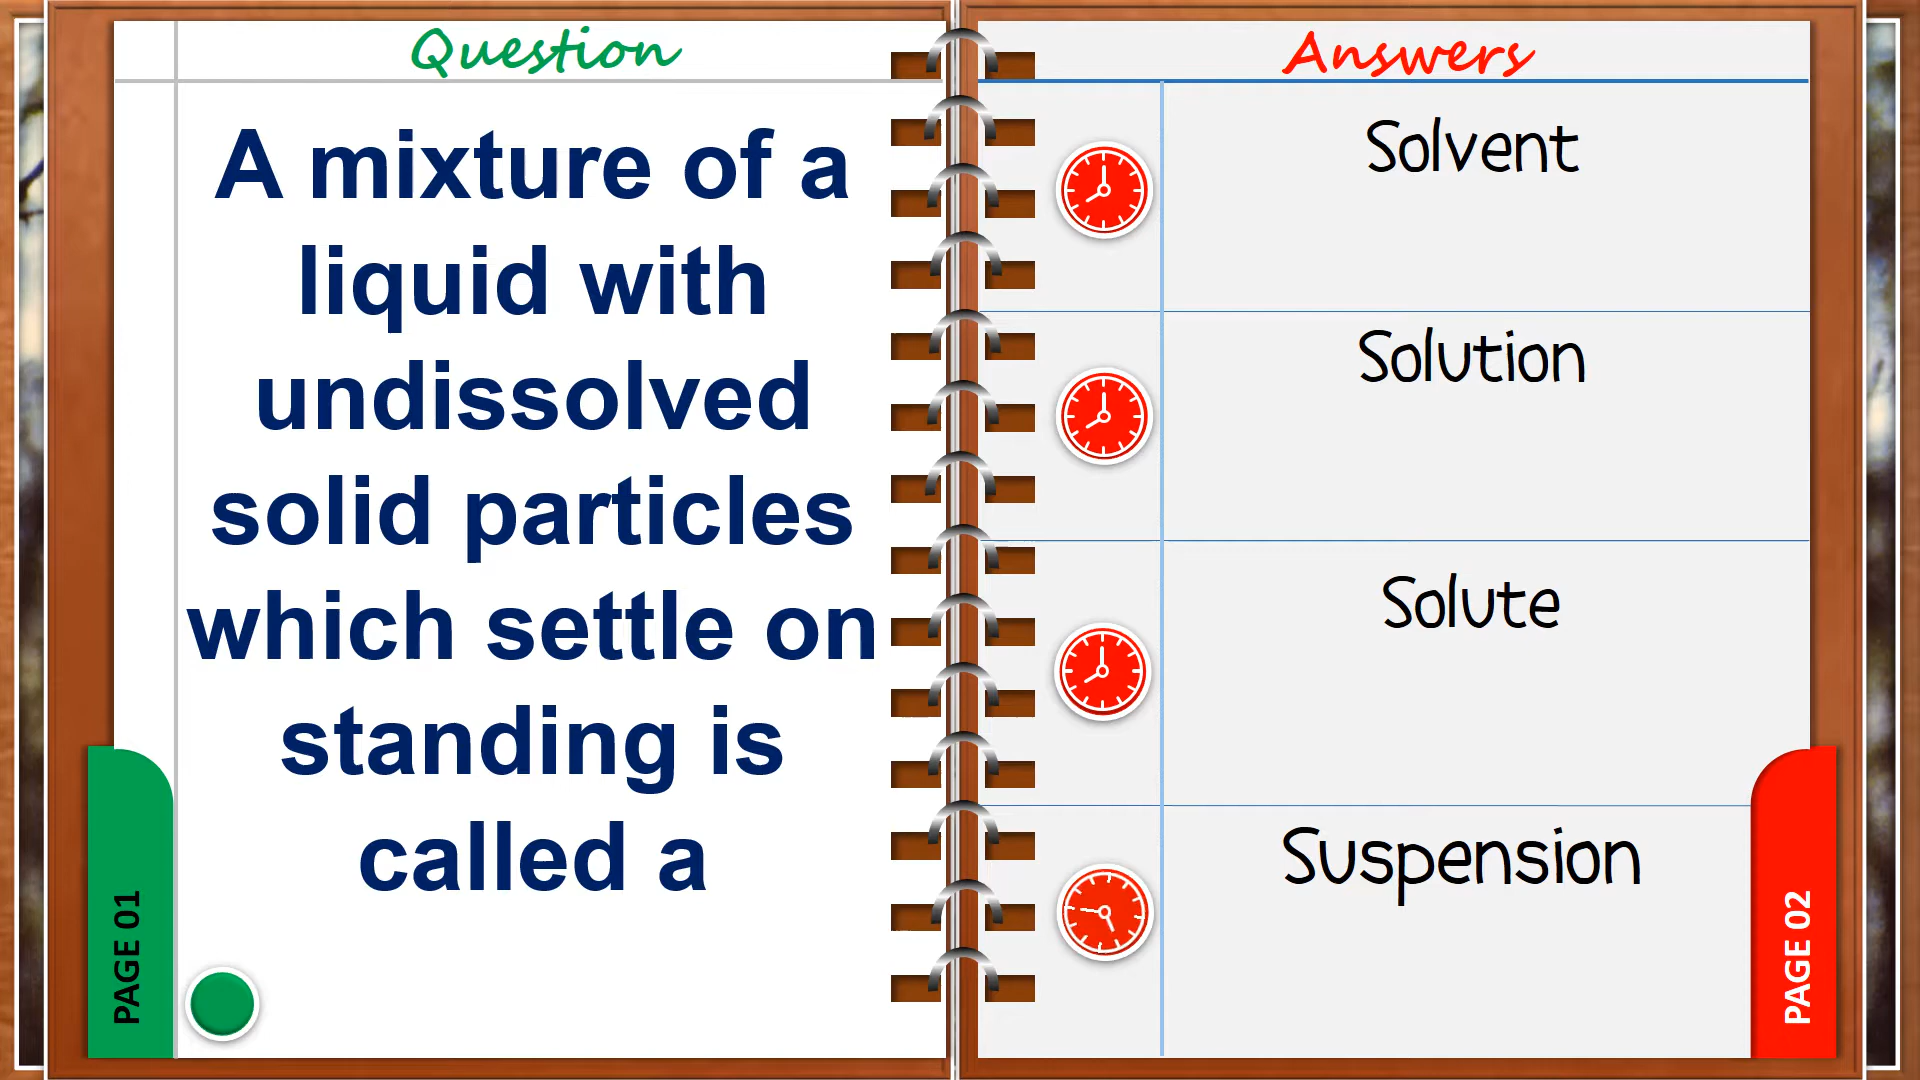 Question
A mixture of a
liquid with
undissolved
solid particles
which settle on
standing is
called a
PAGE 01
Answers
Solvent
Solution
Solute
Suspension
PAGE 02